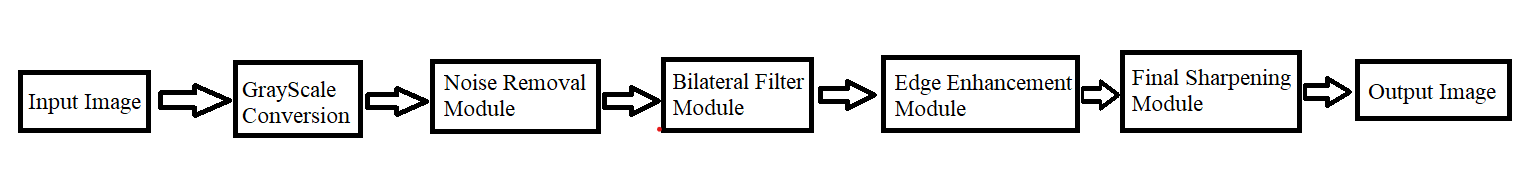 Input Image
GrayScale
Conversion
Noise Removal
Module
Bilateral Filter
Module
Edge Enhancement
Module
Final Sharpening
Module
Output Image